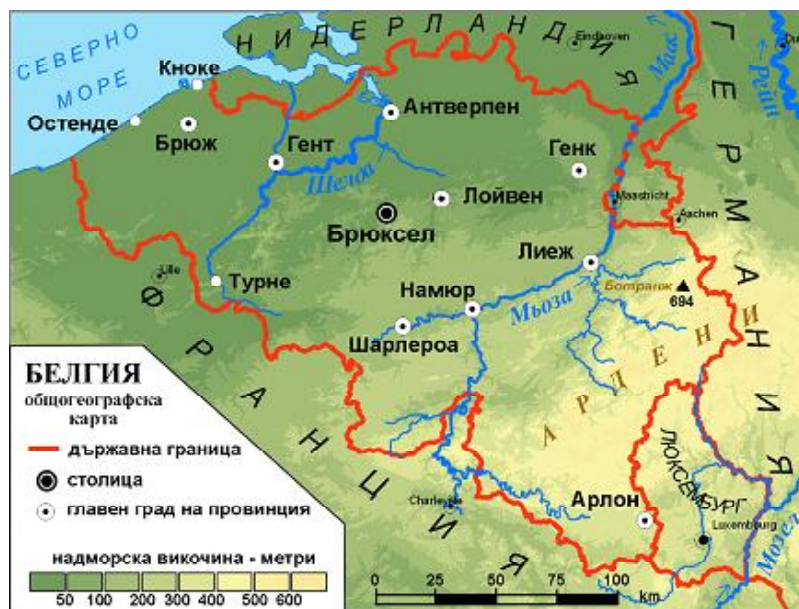 НИДЕРЛАНДИЯ
Eindhoven
СЕВЕРНО
МОРЕ
Кноке
Маас
Рейн
ГЕРМАНИЯ
Остенде
Брюж
Антверпен
Гент
Шелда
Генк
Лойвен
Maastricht
Aachen
Брюксел
Лиеж
Lille
Турне
Намюр
Мьоза
Ботранж
694
Шарлероа
АРДЕНИ
ФРАНЦИЯ
БЕЛГИЯ
общогеографска
карта
държавна граница
столица
главен град на провинция
ЛЮКСЕМБУРГ
Charleville
Арлон
Luxembourg
Мозел
надморска височина - метри
50 100 200 300 400 500 600
0 25 50 75 100
km